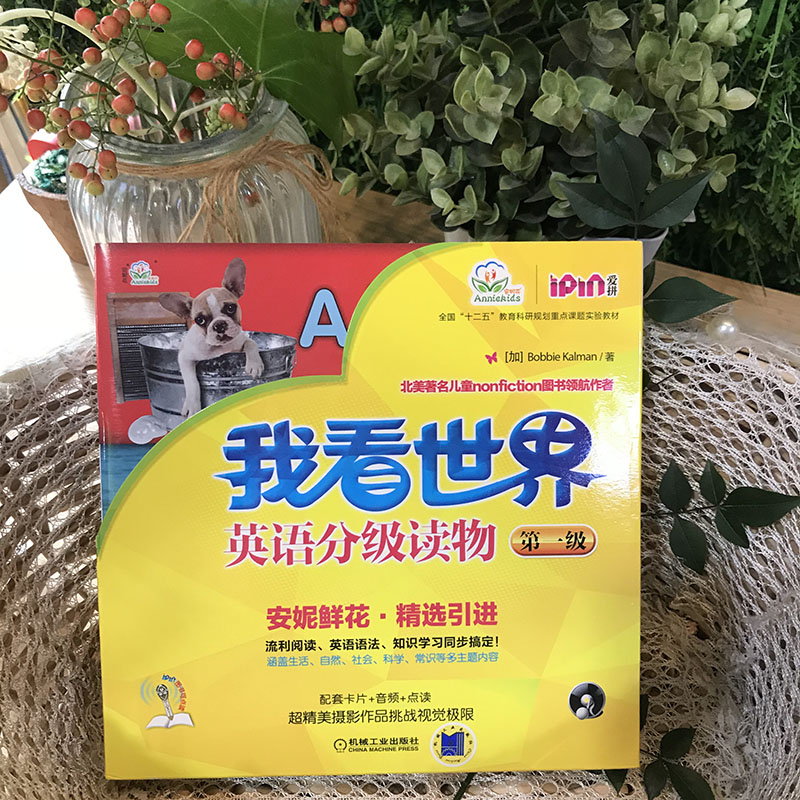 安妮花
Anniekids
iPIN爱拼
全国“十二五”教育科研规划重点课题实验教材
A
[加] Bobbie Kalman / 著
北美著名儿童nonfiction图书领航作者
我看世界
英语分级读物 第一级
安妮鲜花·精选引进
流利阅读、英语语法、知识学习同步搞定！
涵盖生活、自然、社会、科学、常识等多主题内容
配套卡片+音频+点读
超精美摄影作品挑战视觉极限
机械工业出版社
CHINA MACHINE PRESS